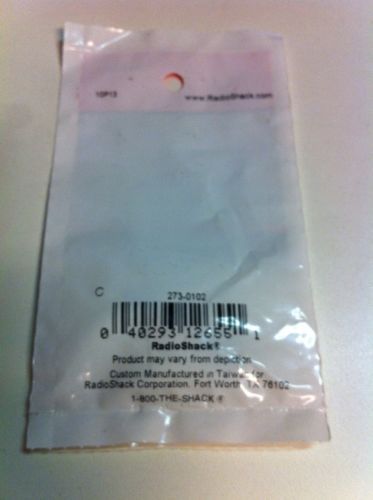 10P13
www.RadioShack.com
C
273-0102
0 40293 12655 1
RadioShack®
Product may vary from depiction.
Custom Manufactured in Taiwan for
RadioShack Corporation. Fort Worth, TX 76102
1-800-THE-SHACK ®